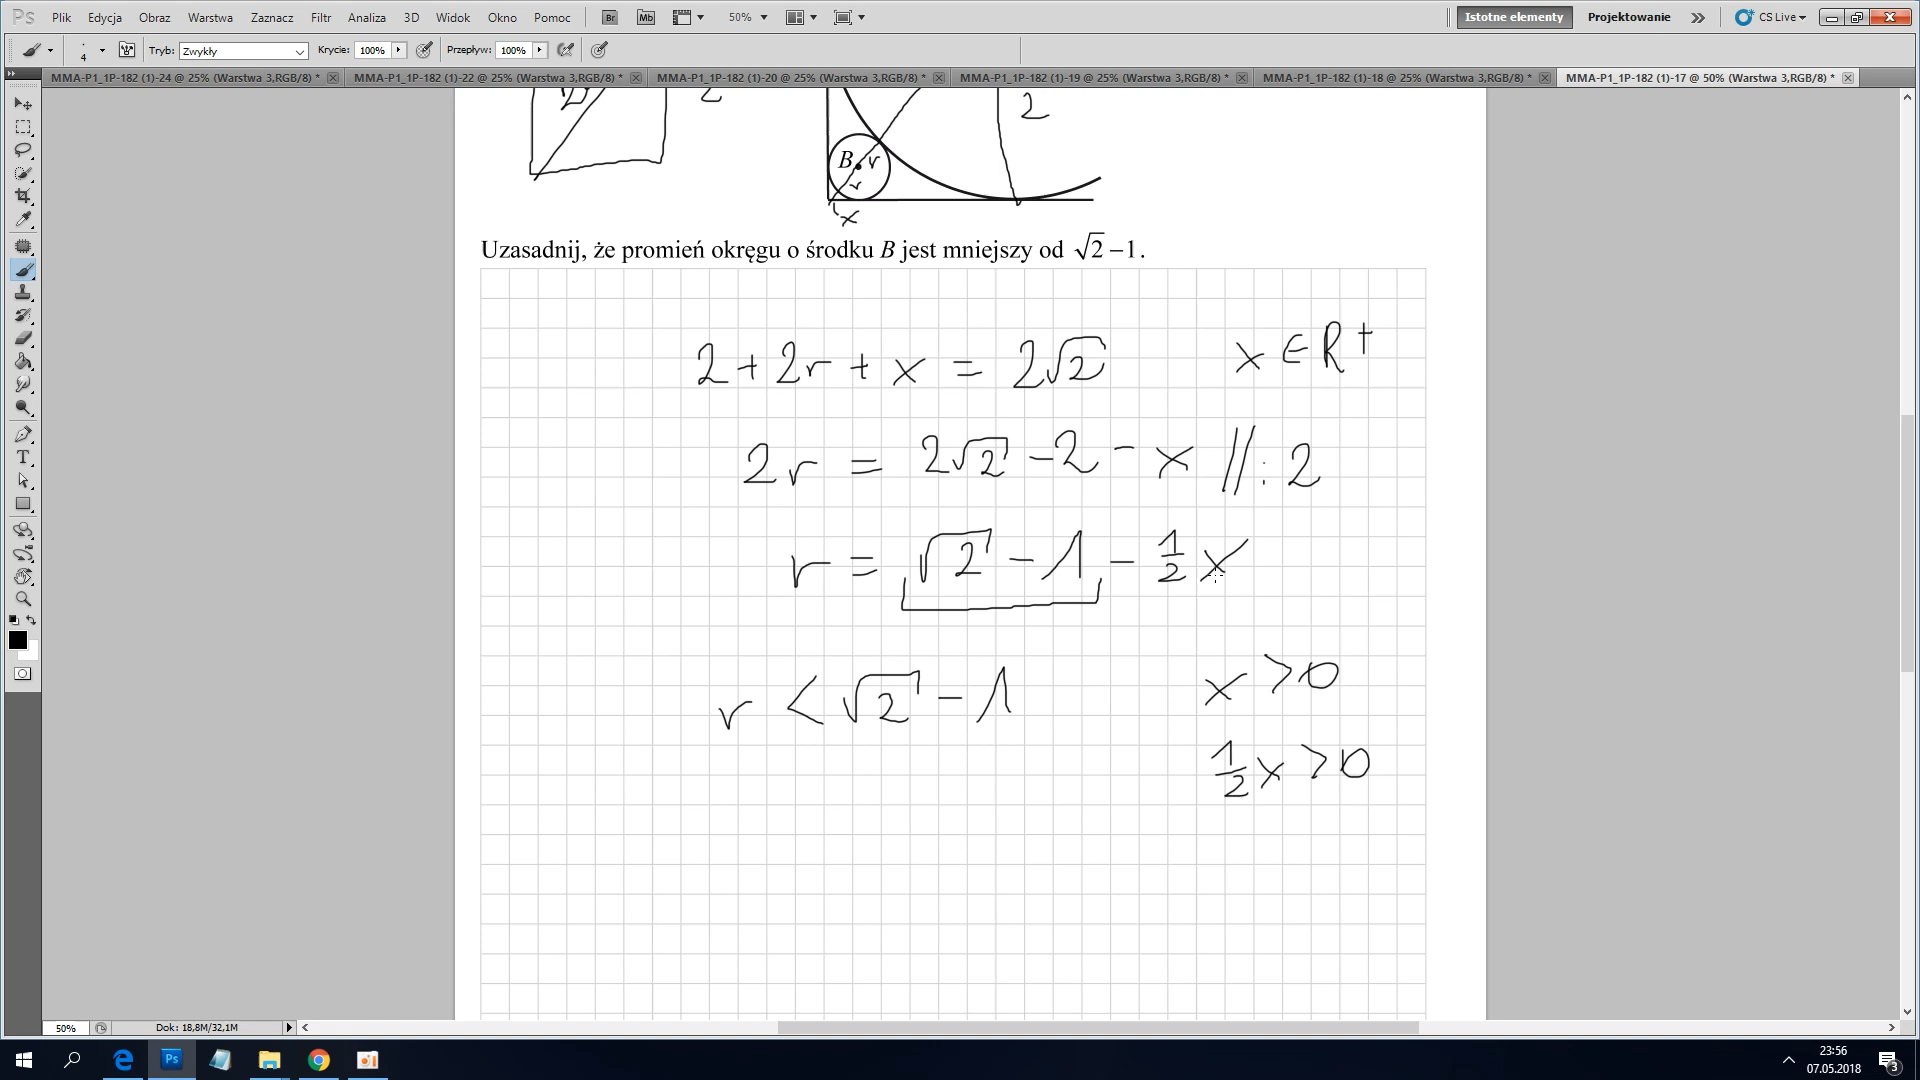 Ps Plik Edycja Obraz Warstwa Zaznacz Filtr Analiza 3D Widok Okno Pomoc Br Mb 50% Istotne elementy Projektowanie CS Live
4 Tryb: Zwykły Krycie: 100% Przepływ: 100%
MMA-P1_1P-182 (1)-24 @ 25% (Warstwa 3,RGB/8) * MMA-P1_1P-182 (1)-22 @ 25% (Warstwa 3,RGB/8) * MMA-P1_1P-182 (1)-20 @ 25% (Warstwa 3,RGB/8) * MMA-P1_1P-182 (1)-19 @ 25% (Warstwa 3,RGB/8) * MMA-P1_1P-182 (1)-18 @ 25% (Warstwa 3,RGB/8) * MMA-P1_1P-182 (1)-17 @ 50% (Warstwa 3,RGB/8) *
2
B r
r
x
Uzasadnij, że promień okręgu o środku B jest mniejszy od √2 − 1.
2 + 2r + x = 2√2 x ∈ R +
2r = 2√2 − 2 − x // : 2
r = √2 − 1 − 1/2 x
r < √2 − 1 x > 0
1/2 x > 0
50% Dok: 18,8M/32,1M
Ps 23:56
07.05.2018 3